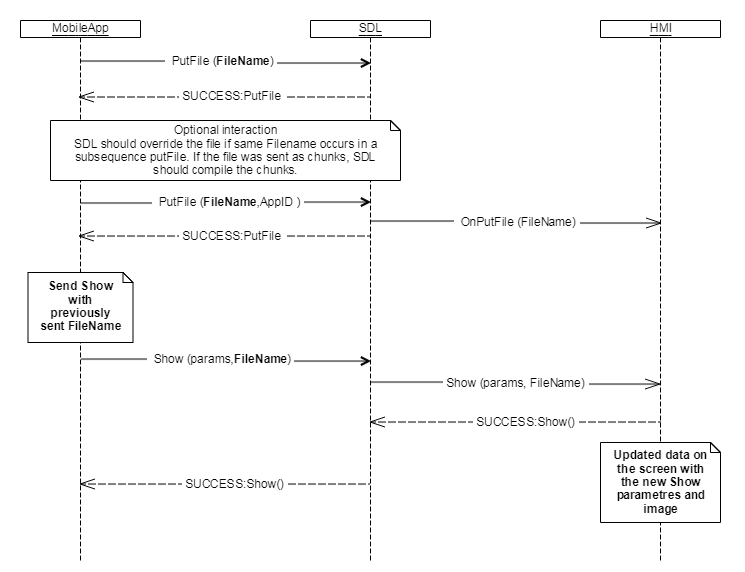 MobileApp
SDL
HMI
PutFile (FileName)
SUCCESS:PutFile
Optional interaction
SDL should override the file if same Filename occurs in a
subsequence putFile. If the file was sent as chunks, SDL
should compile the chunks.
PutFile (FileName,AppID )
OnPutFile (FileName)
SUCCESS:PutFile
Send Show
with
previously
sent FileName
Show (params,FileName)
Show (params, FileName)
SUCCESS:Show()
Updated data on
the screen with
the new Show
parametres and
image
SUCCESS:Show()